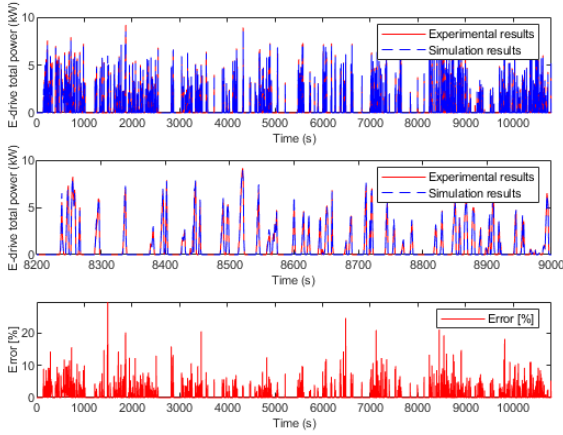 10
5
0
E-drive total power (kW)
Experimental results
Simulation results
0 1000 2000 3000 4000 5000 6000 7000 8000 9000 10000
Time (s)
10
5
0
E-drive total power (kW)
Experimental results
Simulation results
8200 8300 8400 8500 8600 8700 8800 8900 9000
Time (s)
20
10
0
Error [%]
Error [%]
0 1000 2000 3000 4000 5000 6000 7000 8000 9000 10000
Time (s)